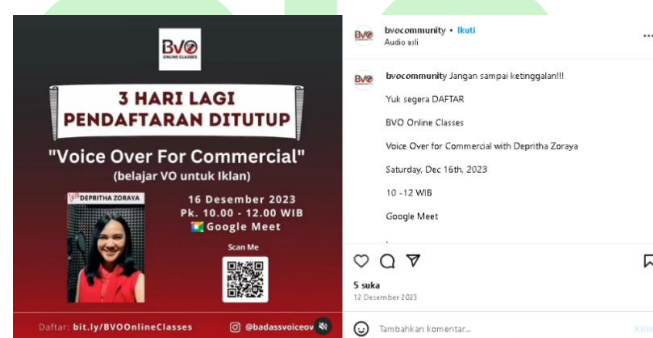 BVO
ONLINE CLASSES
3 HARI LAGI
PENDAFTARAN DITUTUP
"Voice Over For Commercial"
(belajar VO untuk Iklan)
DEPRITHA ZORAYA
16 Desember 2023
Pk. 10.00 - 12.00 WIB
Google Meet
Scan Me
Daftar: bit.ly/BVOOnlineClasses
@badassvoiceov
bvocommunity • Ikuti
Audio asli
bvocommunity Jangan sampai ketinggalan!!!
Yuk segera DAFTAR
BVO Online Classes
Voice Over for Commercial with Depritha Zoraya
Saturday, Dec 16th, 2023
10 -12 WIB
Google Meet
.
5 suka
12 Desember 2023
Tambahkan komentar...